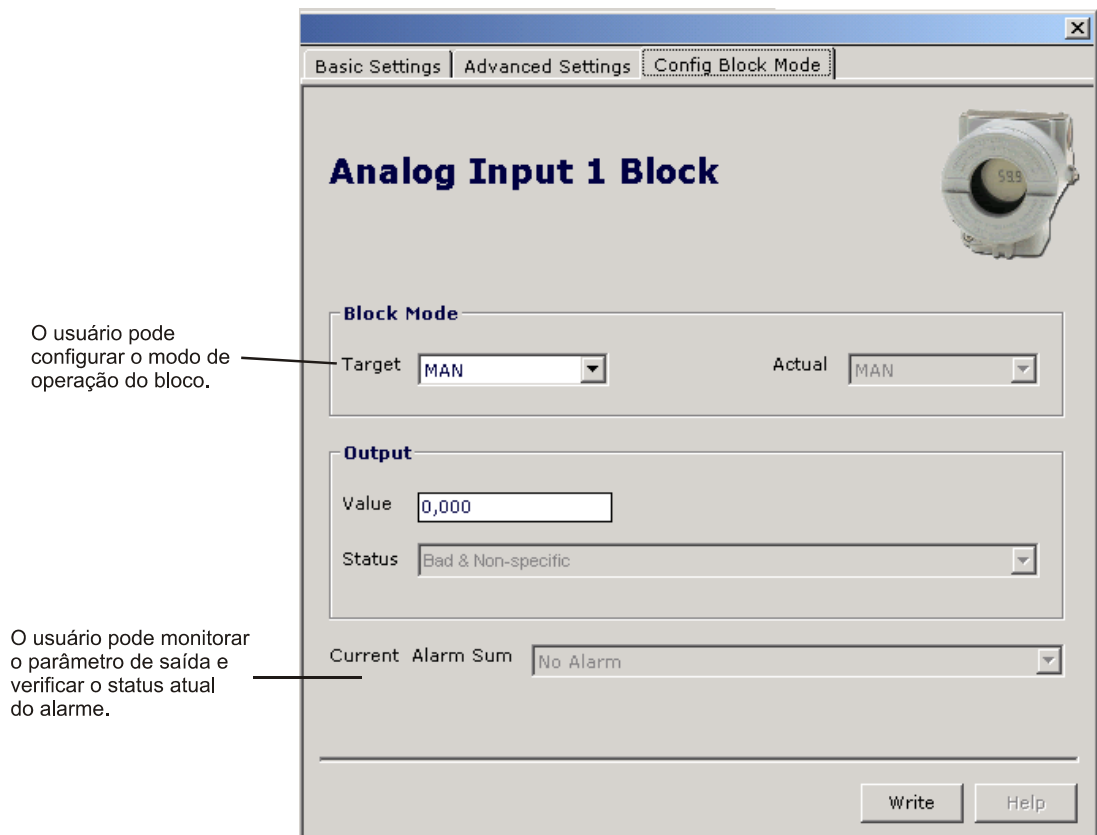 Basic Settings
Advanced Settings
Config Block Mode
Analog Input 1 Block
59.9
O usuário pode
configurar o modo de
operação do bloco.
Block Mode
Target
MAN
Actual
MAN
Output
Value
0,000
Status
Bad & Non-specific
O usuário pode monitorar
o parâmetro de saída e
verificar o status atual
do alarme.
Current Alarm Sum
No Alarm
Write
Help